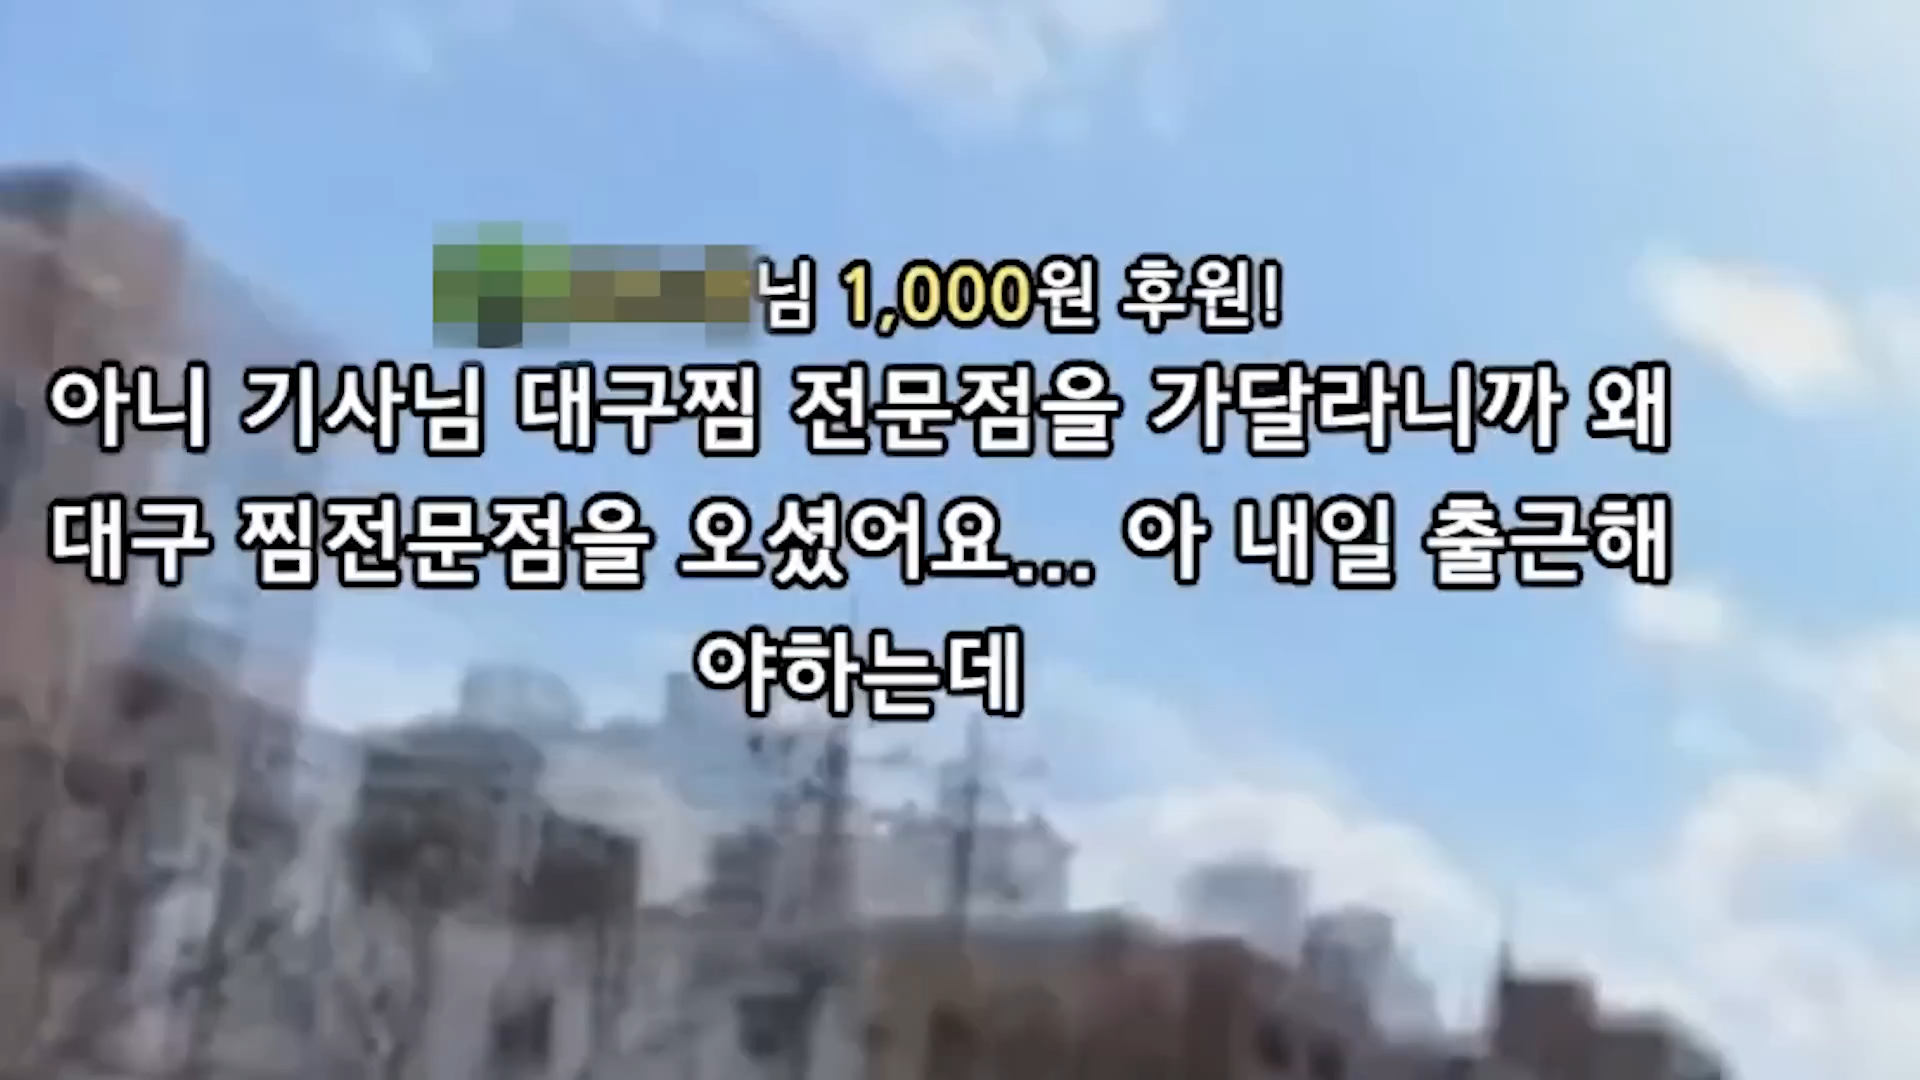 님 1,000원 후원!
아니 기사님 대구찜 전문점을 가달라니까 왜
대구 찜전문점을 오셨어요... 아 내일 출근해
야하는데